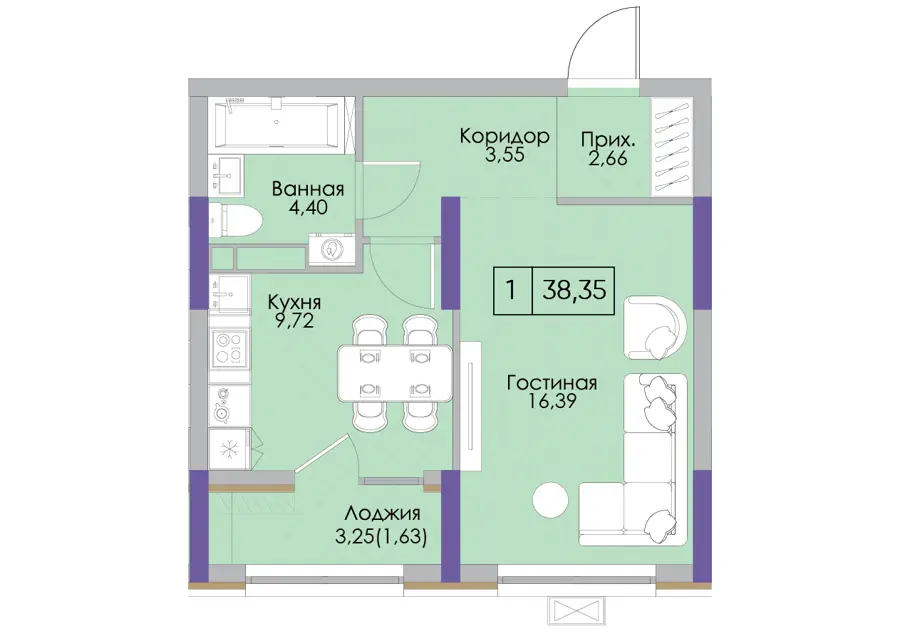 Коридор
3,55
Прих.
2,66
Ванная
4,40
1 38,35
Кухня
9,72
Гостиная
16,39
Лоджия
3,25(1,63)